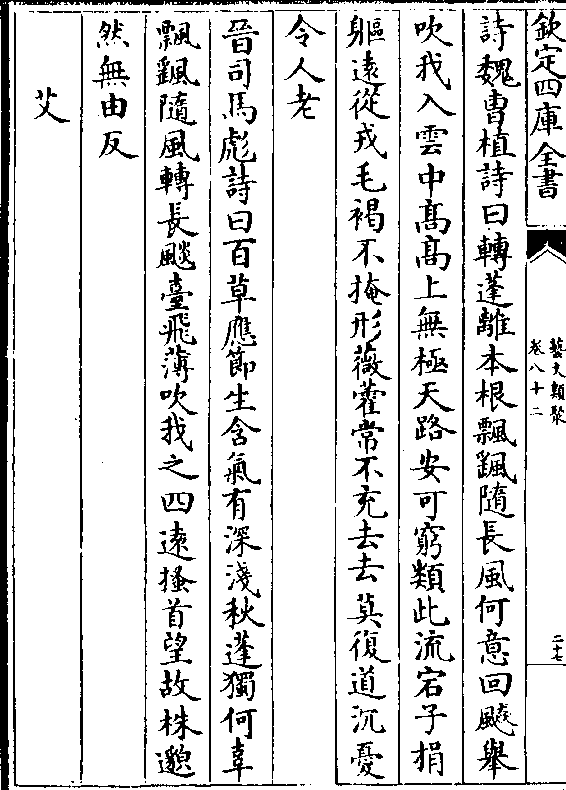 欽定四庫全書
藝文類聚
卷八十二
二十七
詩魏曹植詩曰轉蓬離本根飄颻隨長風何意回飇舉
吹我入雲中髙髙上無極天路安可窮類此流宕子捐
軀遠從戎毛褐不掩形薇藿常不充去去莫復道沉憂
令人老
晉司馬彪詩曰百草應節生含氣有深淺秋蓬獨何辜
飄颻隨風轉長飈臺飛薄吹我之四遠搔首望故株邈
然無由反
艾